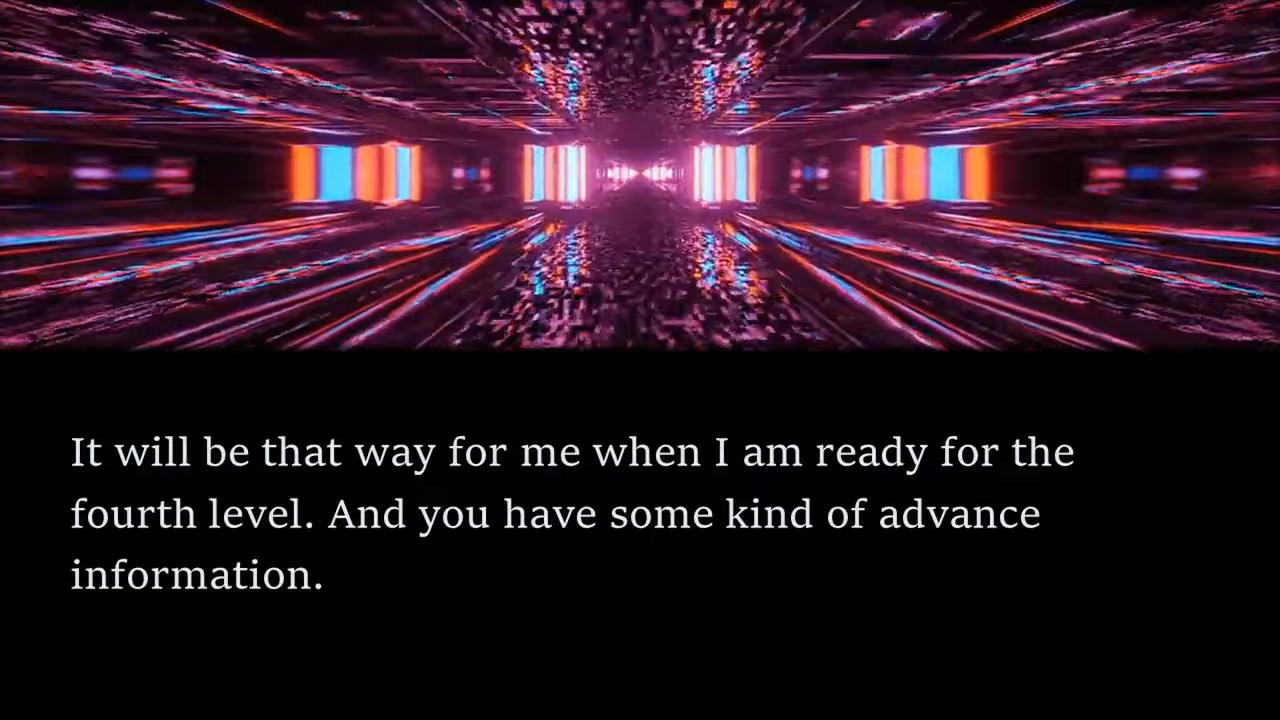 It will be that way for me when I am ready for the
fourth level. And you have some kind of advance
information.